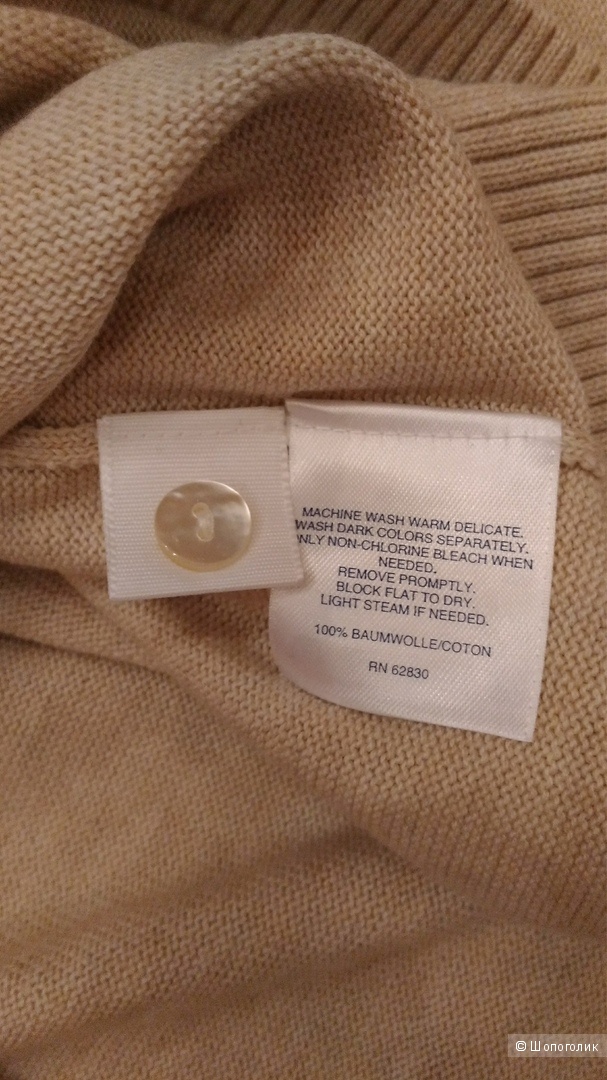 MACHINE WASH WARM DELICATE.
WASH DARK COLORS SEPARATELY.
ONLY NON-CHLORINE BLEACH WHEN
NEEDED.
REMOVE PROMPTLY.
BLOCK FLAT TO DRY.
LIGHT STEAM IF NEEDED.
100% BAUMWOLLE/COTON
RN 62830
© Шопоголик